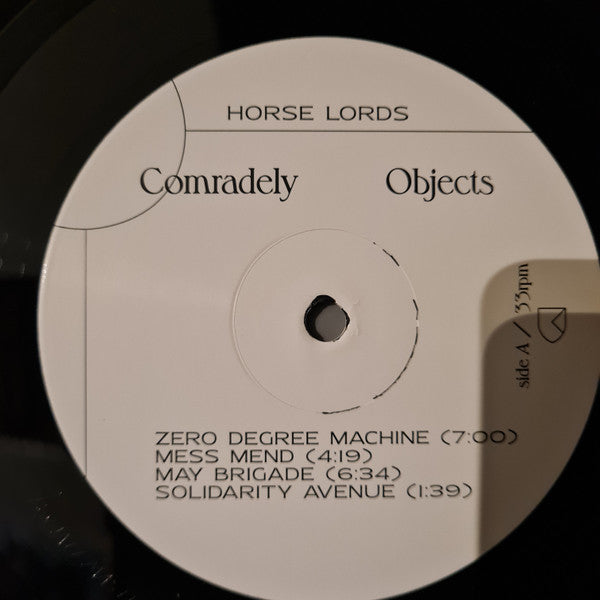 HORSE LORDS
Comradely Objects
side A / 33rpm
ZERO DEGREE MACHINE (7:00)
MESS MEND (4:19)
MAY BRIGADE (6:34)
SOLIDARITY AVENUE (1:39)